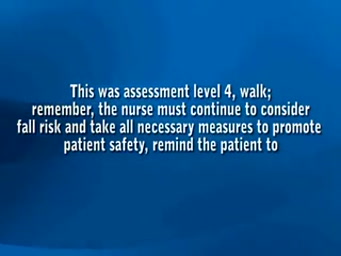 This was assessment level 4, walk;
remember, the nurse must continue to consider
fall risk and take all necessary measures to promote
patient safety, remind the patient to